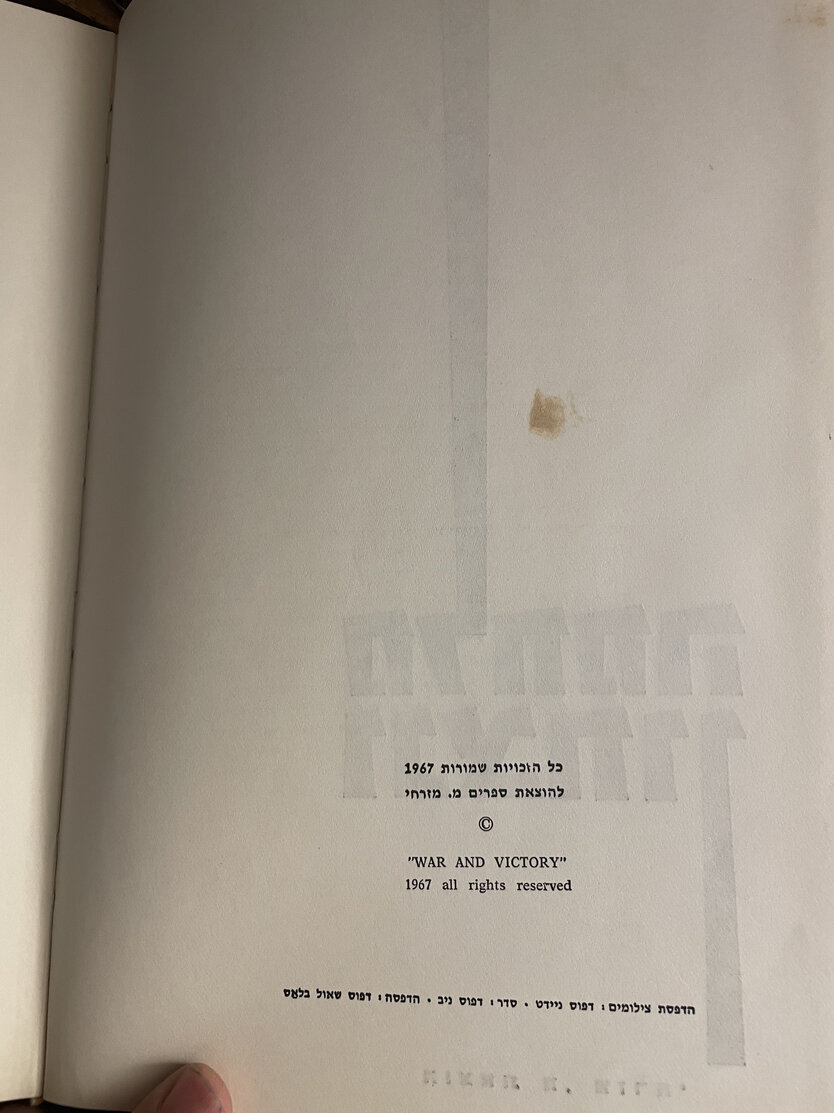 כל הזכויות שמורות 1967
להוצאת ספרים מ. מזרחי
©
"WAR AND VICTORY"
1967 all rights reserved
הדפסת צילומים: דפוס ניידט • סדר: דפוס ניב • הדפסה: דפוס שאול בלאס